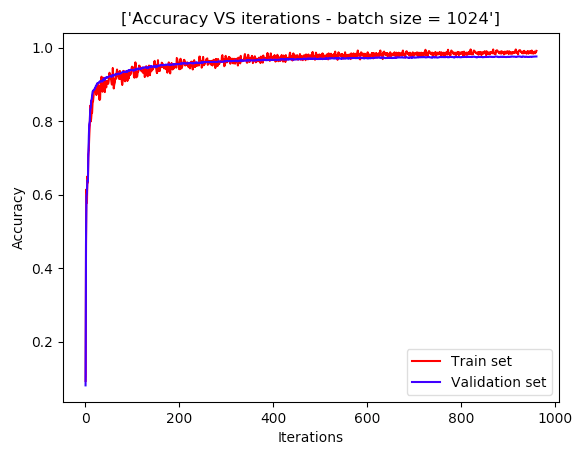 ['Accuracy VS iterations - batch size = 1024']
1.0
0.8
0.6
0.4
0.2
Accuracy
0
200
400
600
800
1000
Iterations
Train set
Validation set